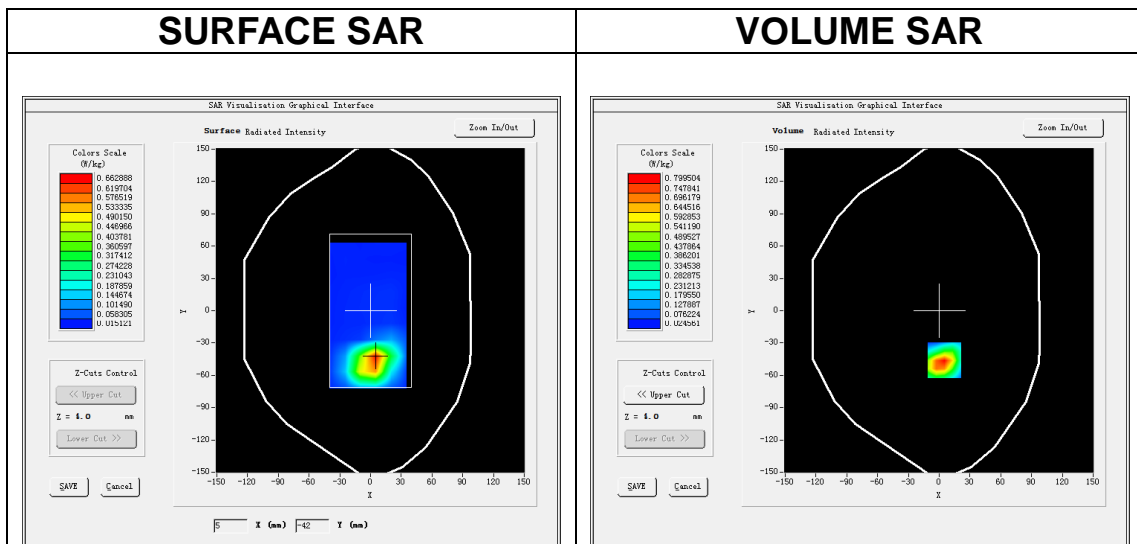 SURFACE SAR
SAR Visualisation Graphical Interface
Surface Radiated Intensity
Zoom In/Out
Colors Scale
(W/kg)
0.662888
0.619704
0.576519
0.533335
0.490150
0.446966
0.403781
0.360597
0.317412
0.274228
0.231043
0.187859
0.144674
0.101490
0.058305
0.015121
Z-Cuts Control
<< Upper Cut
Z = 4.0 mm
Lower Cut >>
SAVE Cancel
150
120
90
60
30
0
-30
-60
-90
-120
-150
Y
-150 -120 -90 -60 -30 0 30 60 90 120 150
X
5 X (mm) -42 Y (mm)
VOLUME SAR
SAR Visualisation Graphical Interface
Volume Radiated Intensity
Zoom In/Out
Colors Scale
(W/kg)
0.799504
0.747841
0.696179
0.644516
0.592853
0.541190
0.489527
0.437864
0.386201
0.334538
0.282875
0.231213
0.179550
0.127887
0.076224
0.024561
Z-Cuts Control
<< Upper Cut
Z = 4.0 mm
Lower Cut >>
SAVE Cancel
150
120
90
60
30
0
-30
-60
-90
-120
-150
Y
-150 -120 -90 -60 -30 0 30 60 90 120 150
X